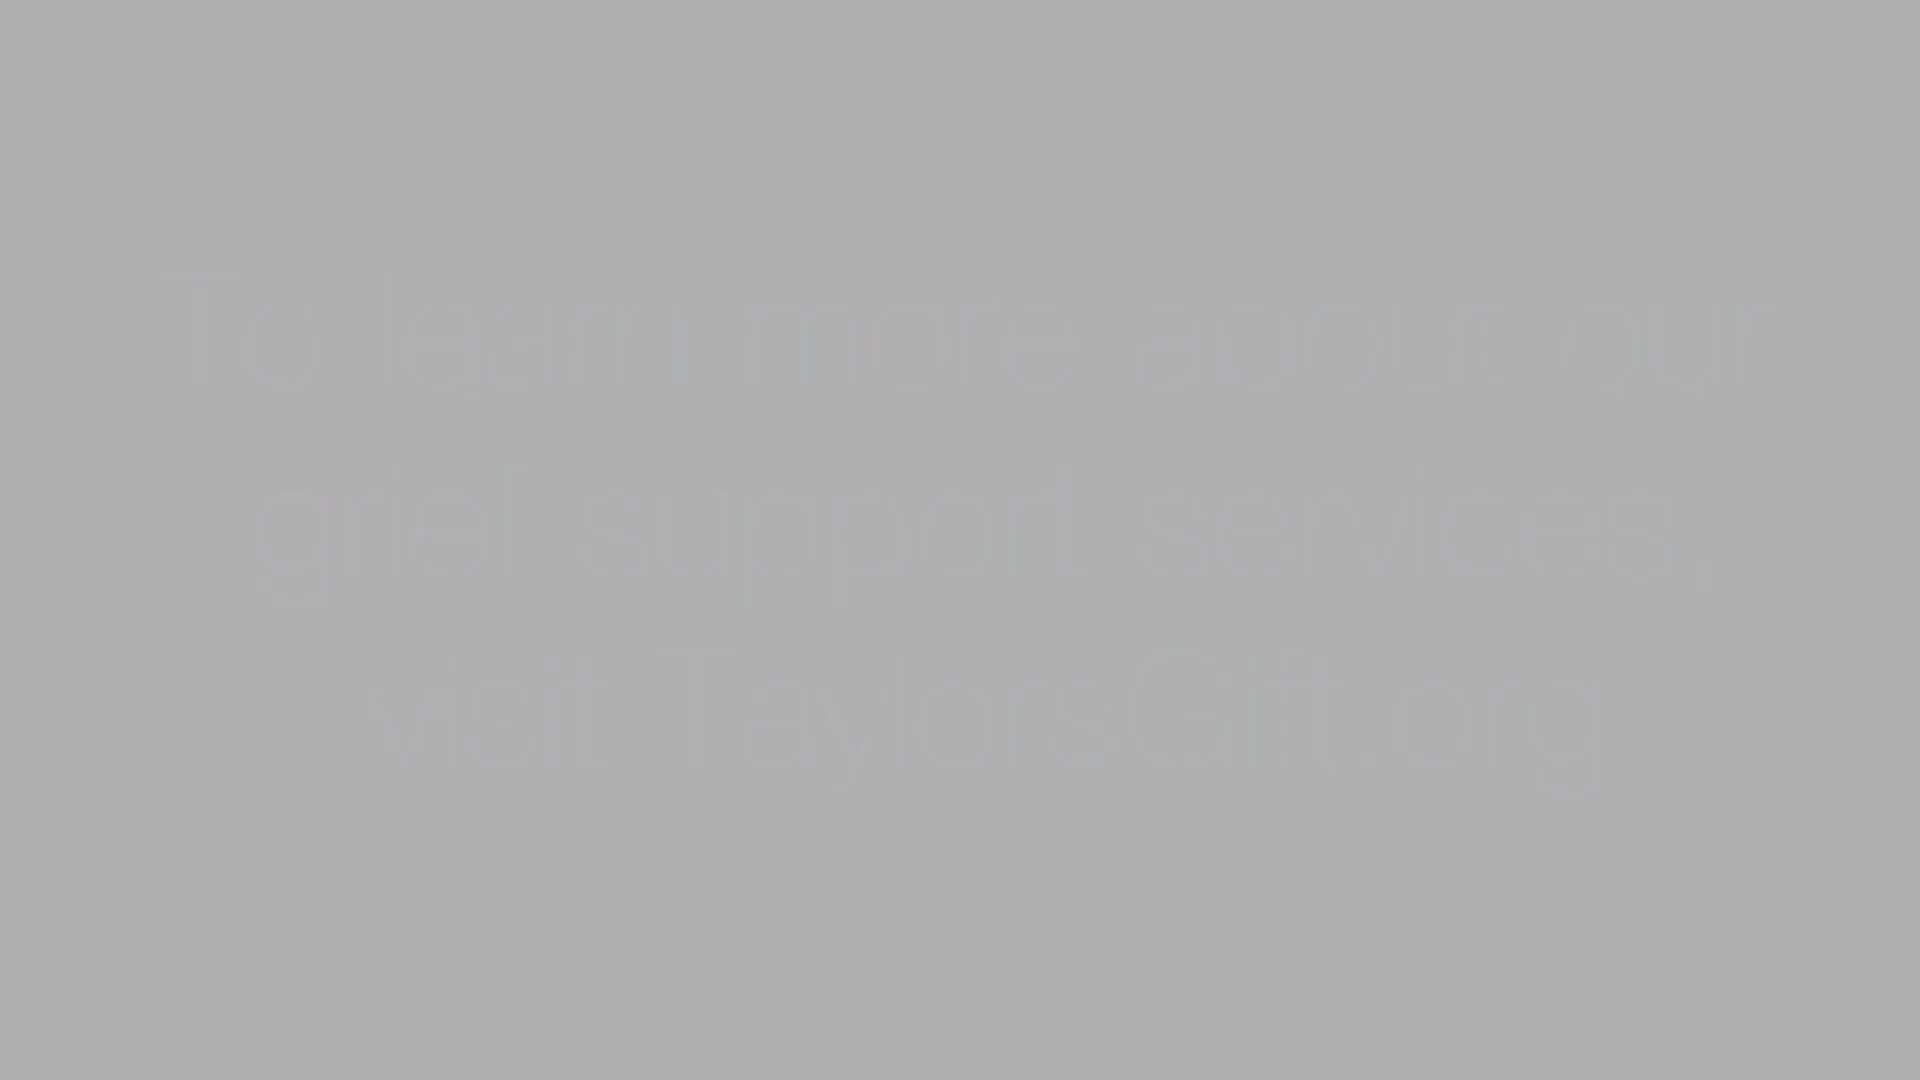 To learn more about our
grief support services,
visit TaylorsGift.org